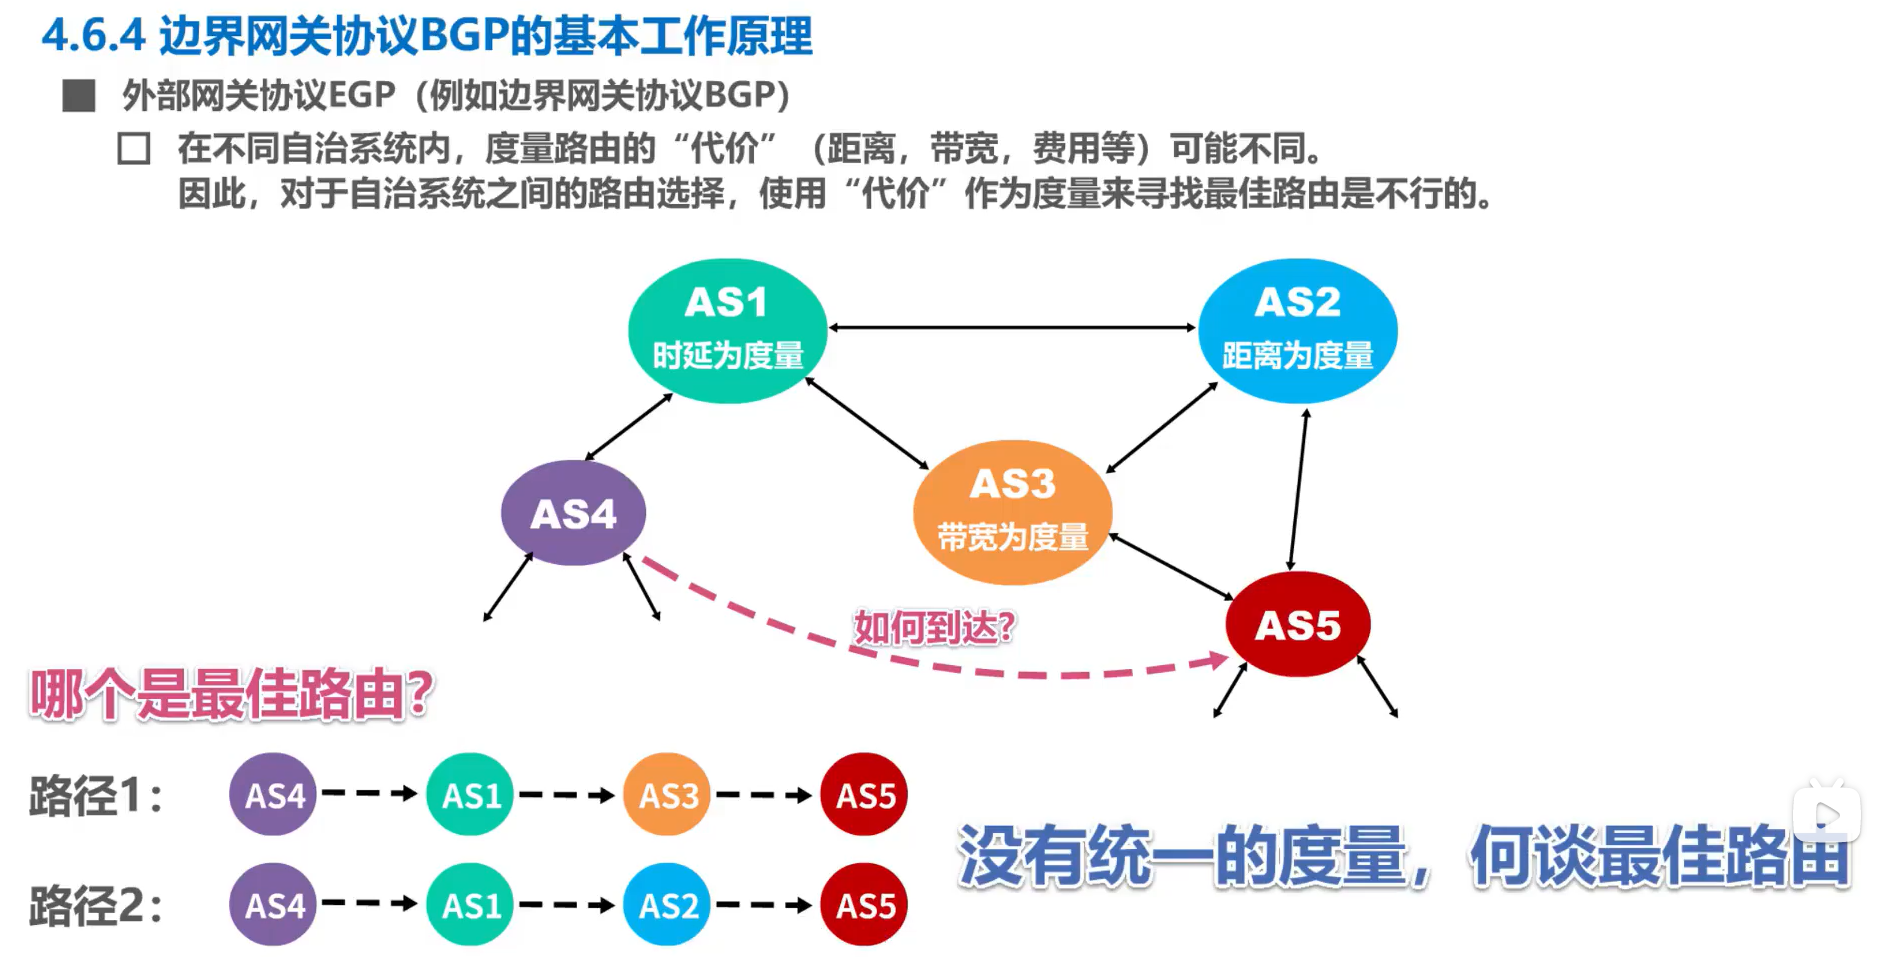 4.6.4 边界网关协议BGP的基本工作原理
外部网关协议EGP（例如边界网关协议BGP）
在不同自治系统内，度量路由的“代价”（距离，带宽，费用等）可能不同。
因此，对于自治系统之间的路由选择，使用“代价”作为度量来寻找最佳路由是不行的。
AS1
时延为度量
AS2
距离为度量
AS3
带宽为度量
AS4
AS5
如何到达？
哪个是最佳路由？
路径1： AS4 AS1 AS3 AS5
路径2： AS4 AS1 AS2 AS5
没有统一的度量，何谈最佳路由